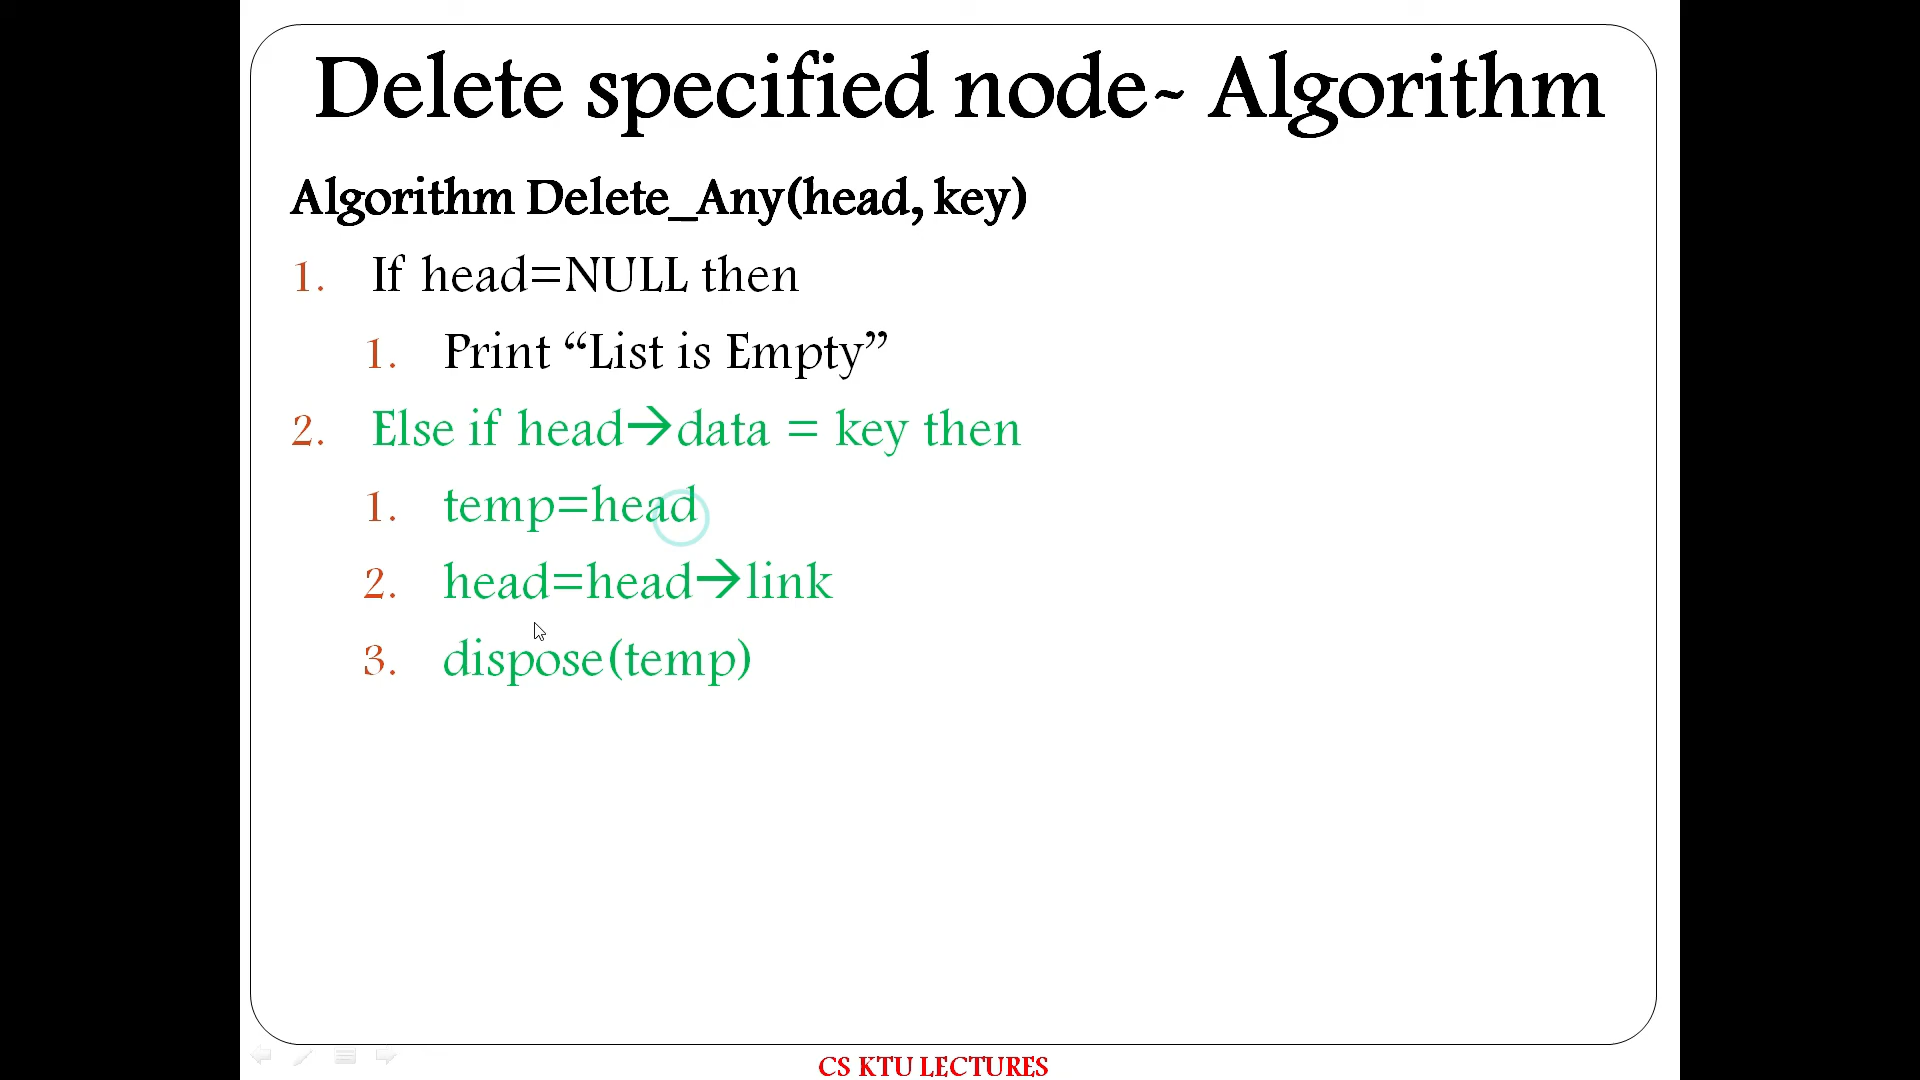 Delete specified node~ Algorithm
Algorithm Delete_Any(head, key)
1. If head=NULL then
1. Print “List is Empty”
2. Else if head→data = key then
1. temp=head
2. head=head→link
3. dispose(temp)
CS KTU LECTURES